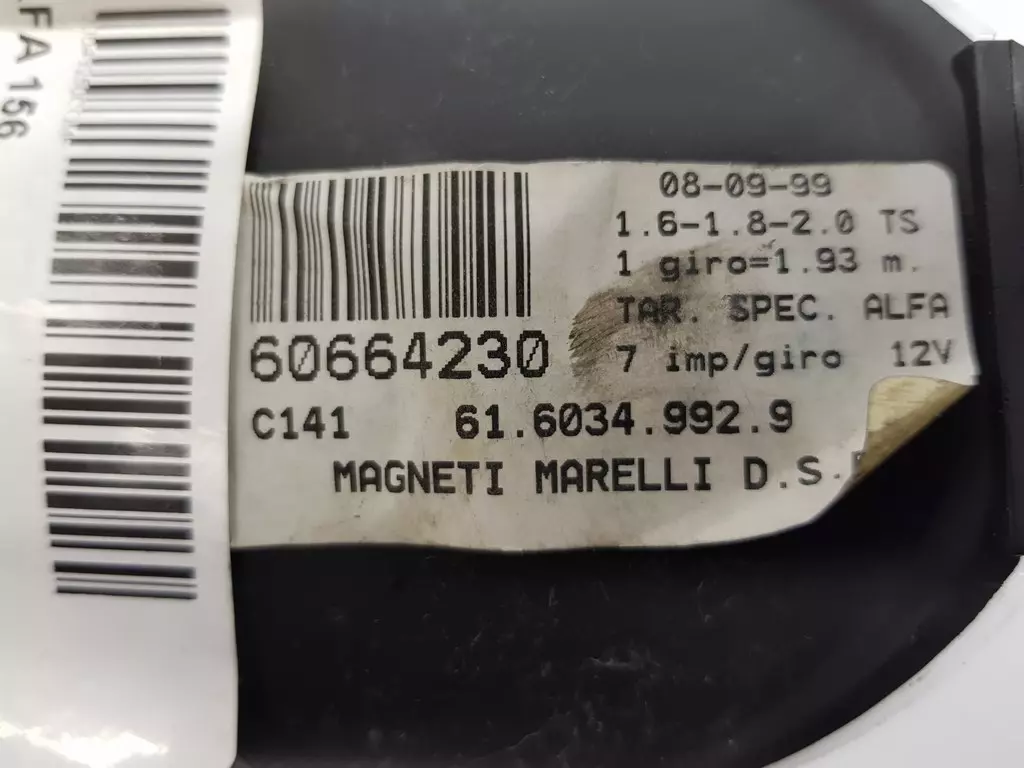 FA 156
08-09-99
1.6-1.8-2.0 TS
1 giro=1.93 m.
TAR. SPEC. ALFA
60664230
7 imp/giro 12V
C141 61.6034.992.9
MAGNETI MARELLI D.S.